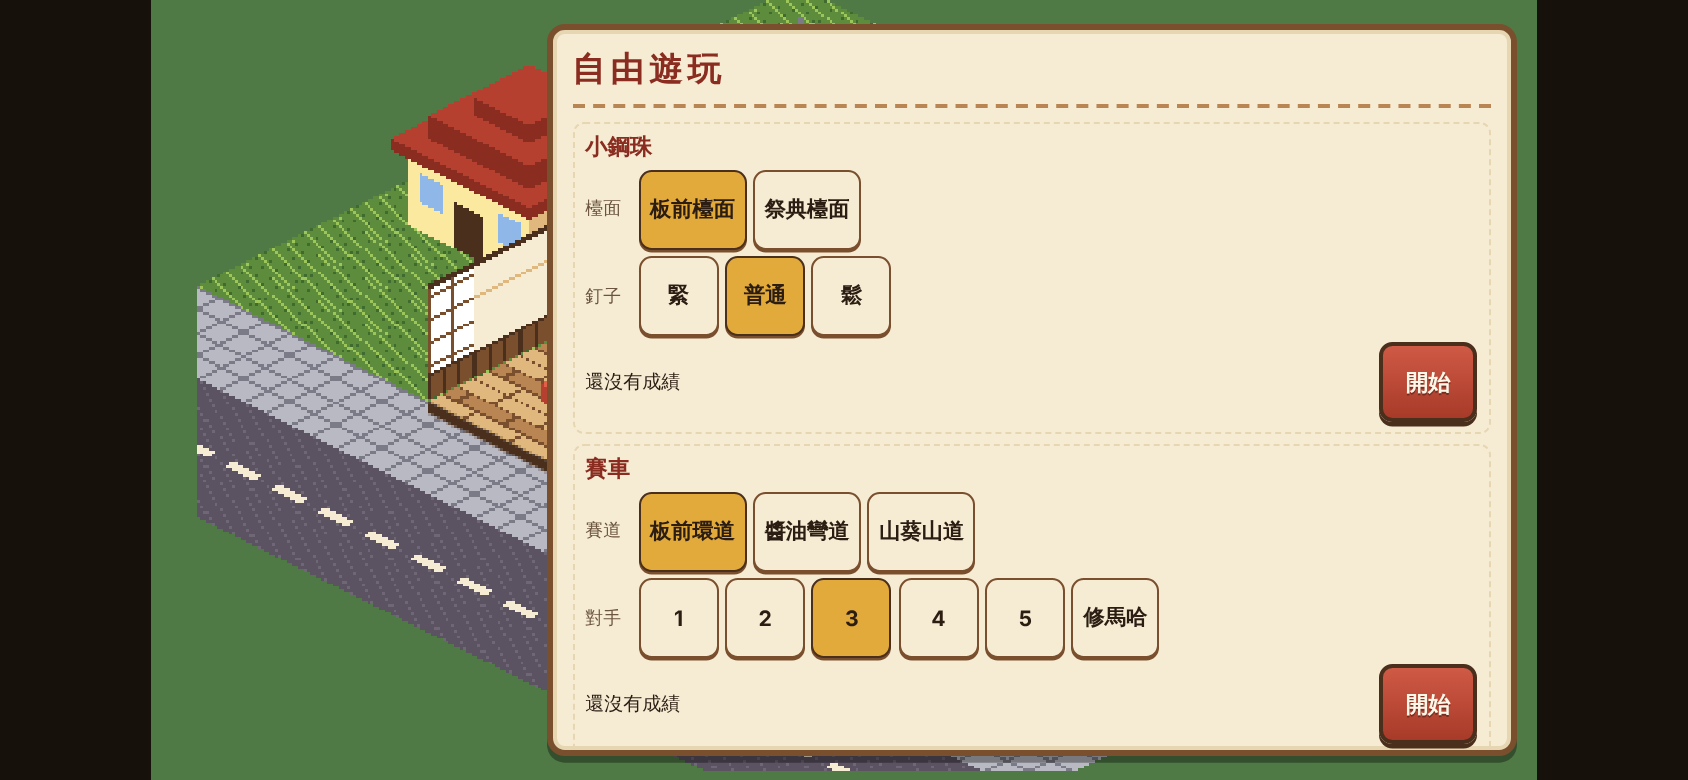 自由遊玩
小鋼珠
檯面 板前檯面 祭典檯面
釘子 緊 普通 鬆
還沒有成績 開始
賽車
賽道 板前環道 醬油彎道 山葵山道
對手 1 2 3 4 5 修馬哈
還沒有成績 開始